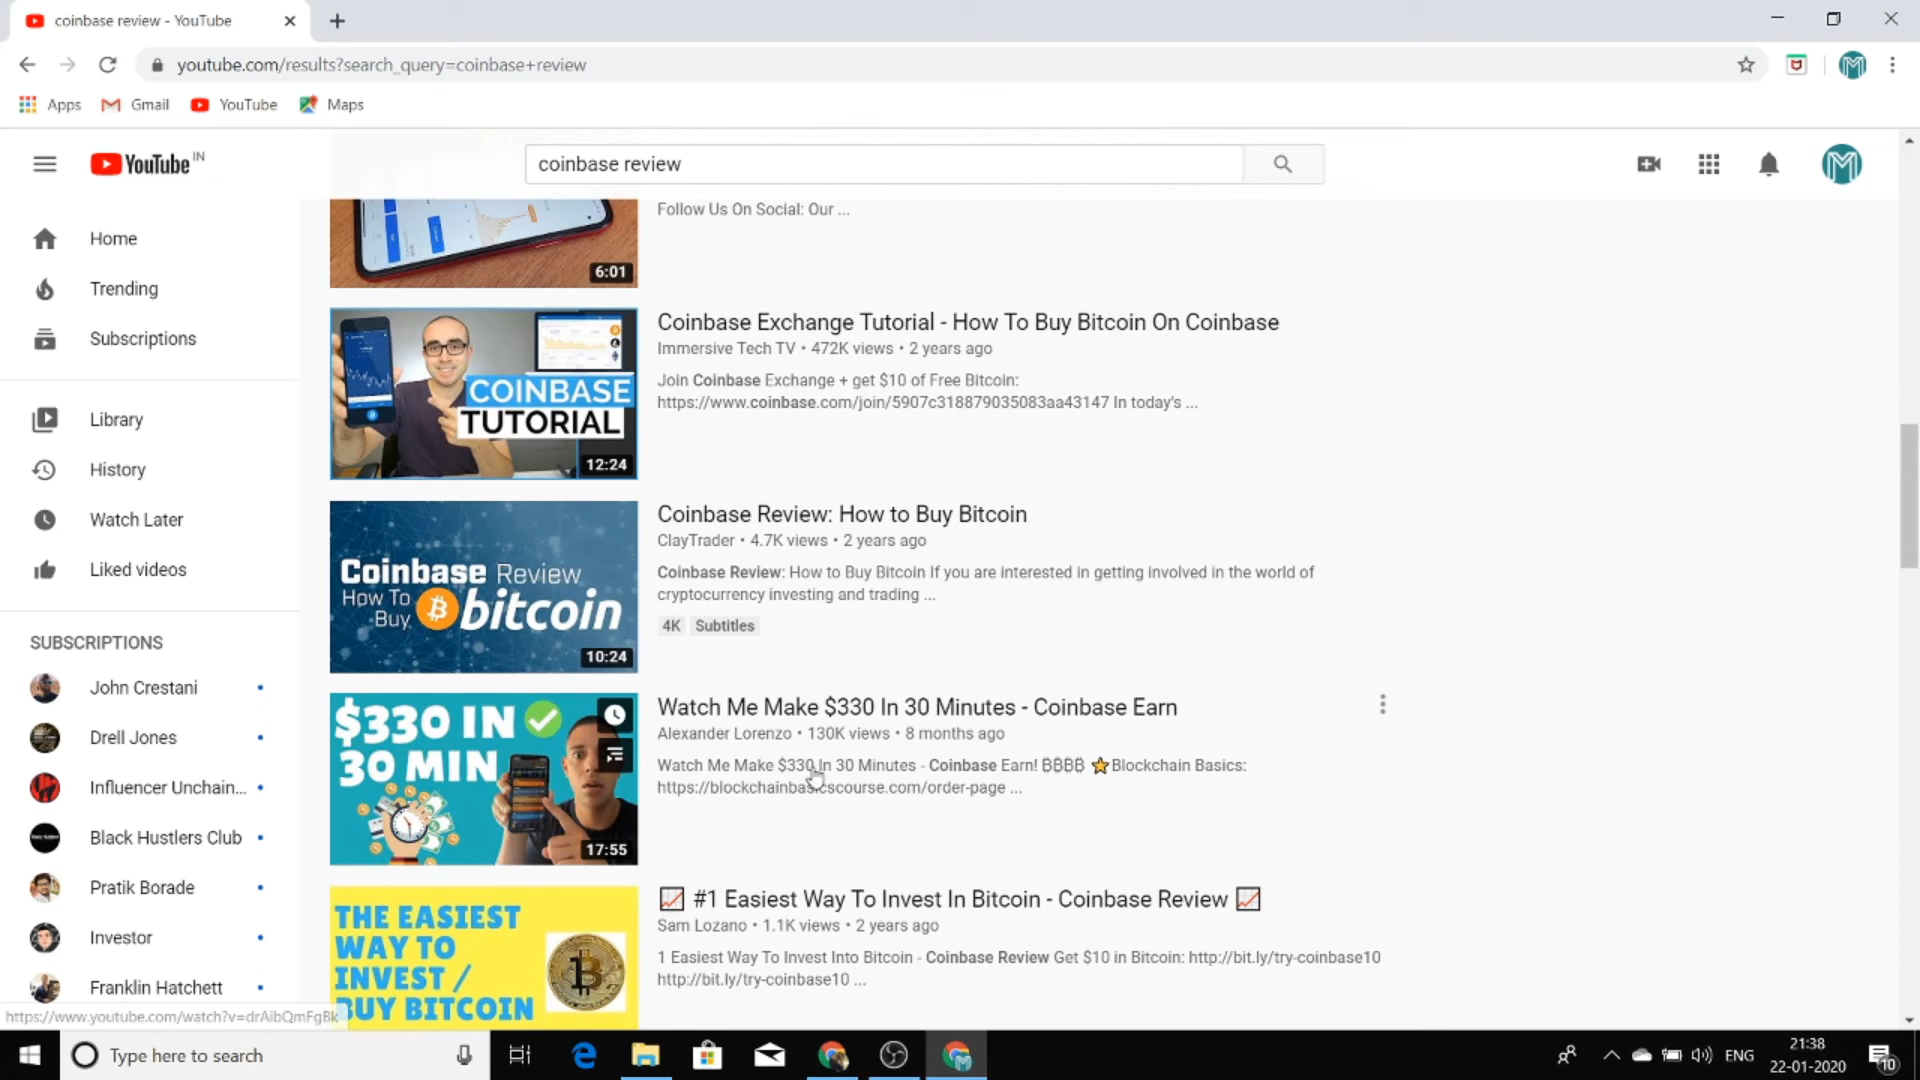 coinbase review - YouTube
youtube.com/results?search_query=coinbase+review
Apps
Gmail
YouTube
Maps
YouTube IN
coinbase review
Home
Trending
Subscriptions
Library
History
Watch Later
Liked videos
SUBSCRIPTIONS
John Crestani
Drell Jones
Influencer Unchain...
Black Hustlers Club
Pratik Borade
Investor
Franklin Hatchett
https://www.youtube.com/watch?v=drAibQmFgBk
6:01
Follow Us On Social: Our ...
COINBASE
TUTORIAL
12:24
Coinbase Exchange Tutorial - How To Buy Bitcoin On Coinbase
Immersive Tech TV • 472K views • 2 years ago
Join Coinbase Exchange + get $10 of Free Bitcoin:
https://www.coinbase.com/join/5907c318879035083aa43147 In today's ...
Coinbase Review
How To
Buy bitcoin
10:24
Coinbase Review: How to Buy Bitcoin
ClayTrader • 4.7K views • 2 years ago
Coinbase Review: How to Buy Bitcoin If you are interested in getting involved in the world of
cryptocurrency investing and trading ...
4K Subtitles
$330 IN
30 MIN
17:55
Watch Me Make $330 In 30 Minutes - Coinbase Earn
Alexander Lorenzo • 130K views • 8 months ago
Watch Me Make $330 In 30 Minutes - Coinbase Earn! ₿₿₿₿ ⭐Blockchain Basics:
https://blockchainbasicscourse.com/order-page ...
THE EASIEST
WAY TO
INVEST /
BUY BITCOIN
📈 #1 Easiest Way To Invest In Bitcoin - Coinbase Review 📈
Sam Lozano • 1.1K views • 2 years ago
1 Easiest Way To Invest Into Bitcoin - Coinbase Review Get $10 in Bitcoin: http://bit.ly/try-coinbase10
http://bit.ly/try-coinbase10 ...
Type here to search
ENG
21:38
22-01-2020
10